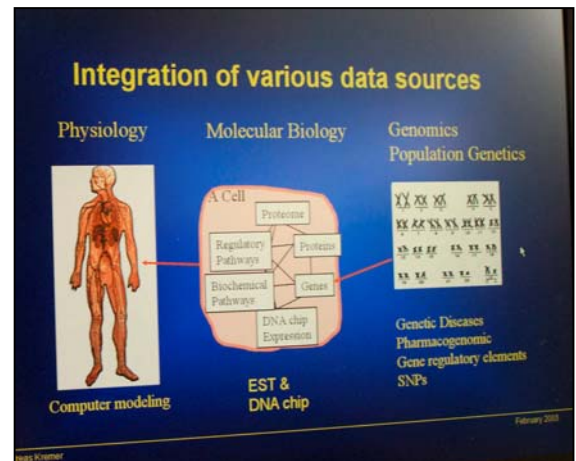 Integration of various data sources
Physiology
Molecular Biology
Genomics
Population Genetics
A Cell
Proteome
Regulatory
Pathways
Proteins
Biochemical
Pathways
Genes
DNA chip
Expression
Computer modeling
EST &
DNA chip
Genetic Diseases
Pharmacogenomic
Gene regulatory elements
SNPs
Kremer
February 2003